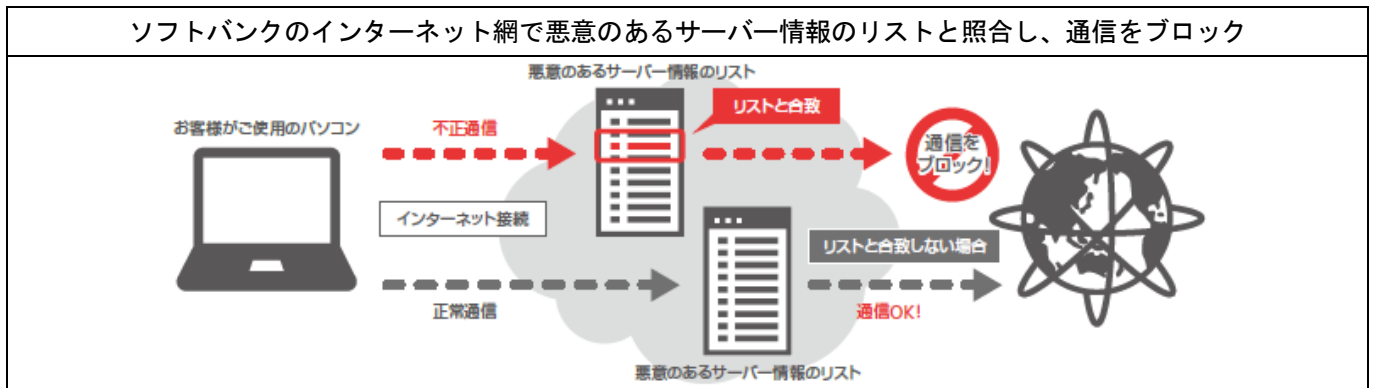 ソフトバンクのインターネット網で悪意のあるサーバー情報のリストと照合し、通信をブロック
悪意のあるサーバー情報のリスト
リストと合致
お客様がご使用のパソコン
不正通信
通信を
ブロック!
インターネット接続
リストと合致しない場合
正常通信
通信OK!
悪意のあるサーバー情報のリスト